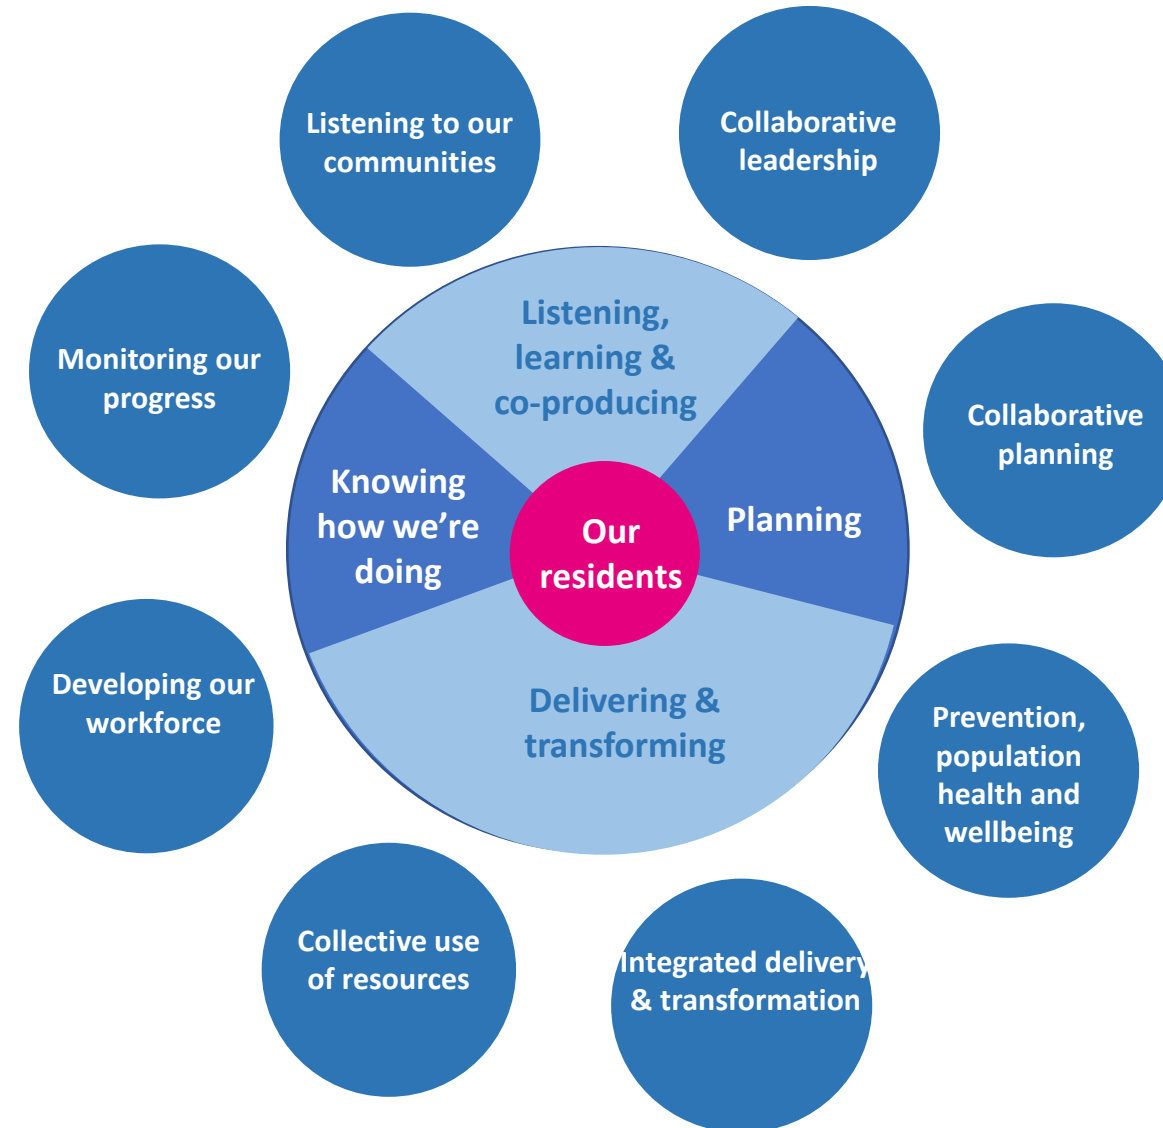 Listening to our
communities
Collaborative
leadership
Listening,
learning &
co-producing
Monitoring our
progress
Collaborative
planning
Knowing
how we’re
doing
Planning
Our
residents
Developing our
workforce
Delivering &
transforming
Prevention,
population
health and
wellbeing
Collective use
of resources
Integrated delivery
& transformation